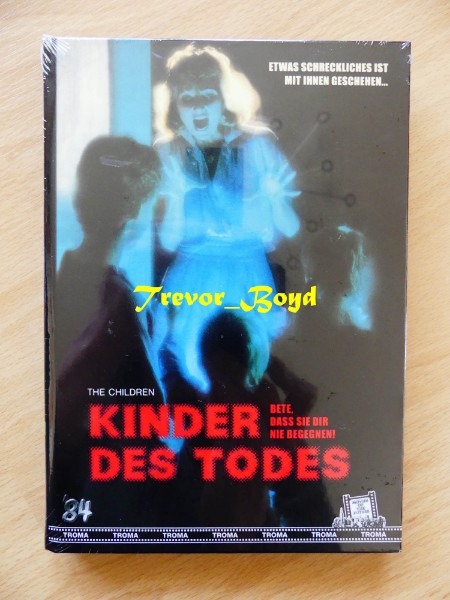 ETWAS SCHRECKLICHES IST
MIT IHNEN GESCHEHEN...
Trevor_Boyd
THE CHILDREN
KINDER
DES TODES
BETE,
DASS SIE DIR
NIE BEGEGNEN!
'84
TROMA TROMA TROMA TROMA TROMA TROMA TROMA